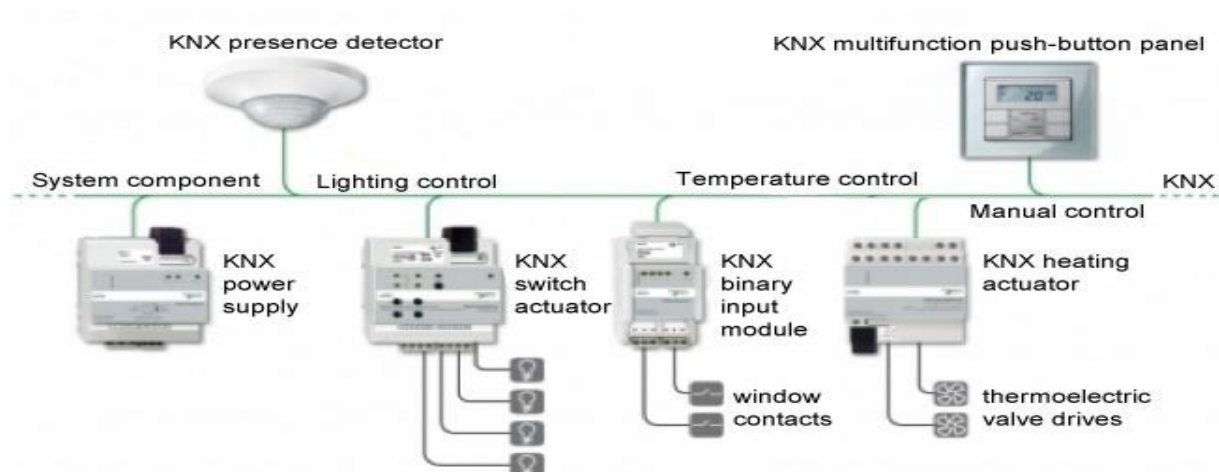 KNX presence detector
KNX multifunction push-button panel
System component
Lighting control
Temperature control
KNX
Manual control
KNX
power
supply
KNX
switch
actuator
KNX
binary
input
module
KNX heating
actuator
window
contacts
thermoelectric
valve drives
20